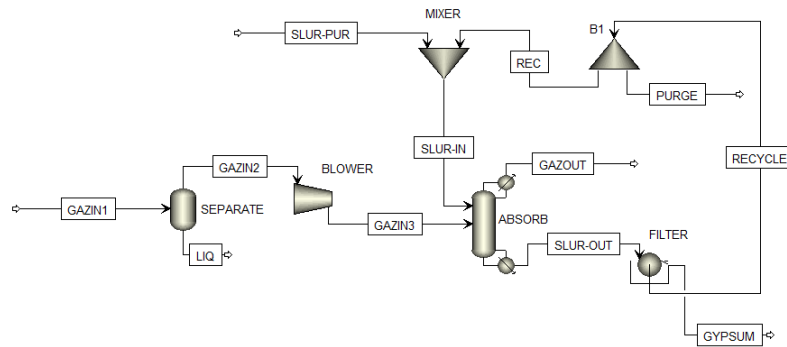 MIXER
B1
SLUR-PUR
REC
PURGE
SLUR-IN
RECYCLE
GAZIN2
BLOWER
GAZOUT
GAZIN1
SEPARATE
GAZIN3
ABSORB
FILTER
LIQ
SLUR-OUT
GYPSUM